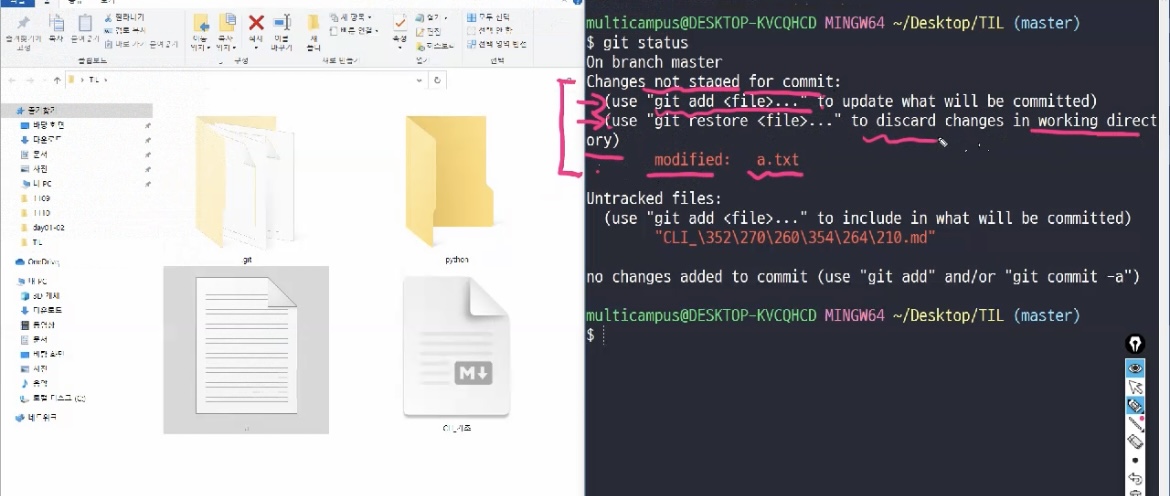 즐겨찾기에
고정
복사
붙여넣기
잘라내기
경로 복사
바로 가기 붙여넣기
클립보드
이동
위치
복사
위치
삭제
이름
바꾸기
구성
새
폴더
새 항목
빠른 연결
새로 만들기
속성
열기
편집
히스토리
열기
모두 선택
선택 안 함
선택 영역 반전
선택
TIL
즐겨찾기
바탕 화면
다운로드
문서
사진
내 PC
1109
1110
day01-02
TIL
OneDrive
내 PC
3D 개체
다운로드
동영상
문서
바탕 화면
사진
음악
로컬 디스크 (C:)
네트워크
git
python
CLI_기초
multicampus@DESKTOP-KVCQHCD MINGW64 ~/Desktop/TIL (master)
$ git status
On branch master
Changes not staged for commit:
(use "git add <file>..." to update what will be committed)
(use "git restore <file>..." to discard changes in working direct
ory)
modified: a.txt
Untracked files:
(use "git add <file>..." to include in what will be committed)
"CLI_\352\270\260\354\264\210.md"
no changes added to commit (use "git add" and/or "git commit -a")
multicampus@DESKTOP-KVCQHCD MINGW64 ~/Desktop/TIL (master)
$